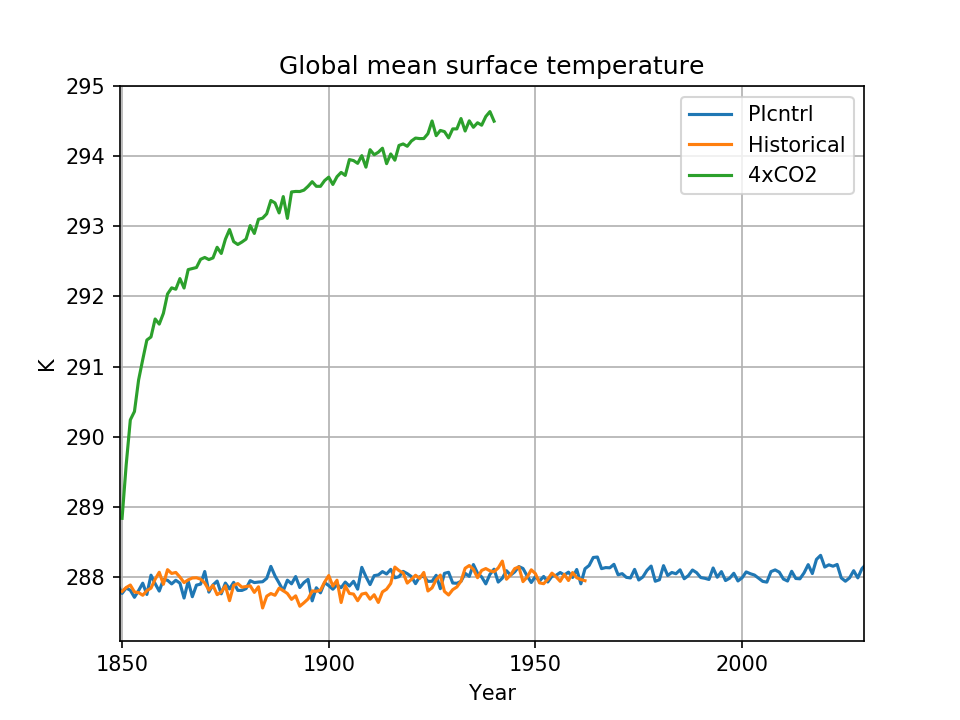 Global mean surface temperature
295
294
293
292
291
290
289
288
K
PIcntrl
Historical
4xCO2
1850
1900
1950
2000
Year